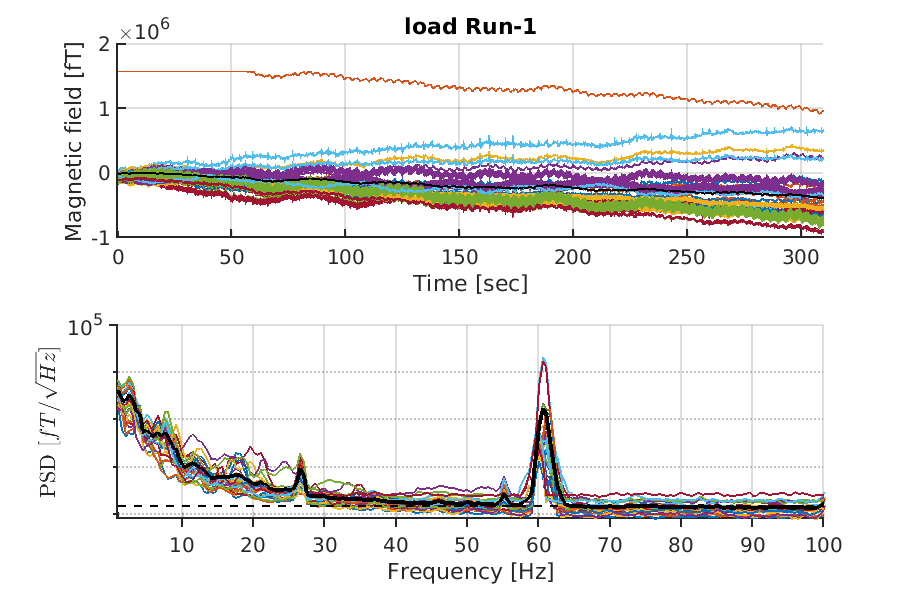 load Run-1
×10^6
Magnetic field [fT]
2
1
0
-1
0 50 100 150 200 250 300
Time [sec]
10^5
PSD [fT/√Hz]
10 20 30 40 50 60 70 80 90 100
Frequency [Hz]